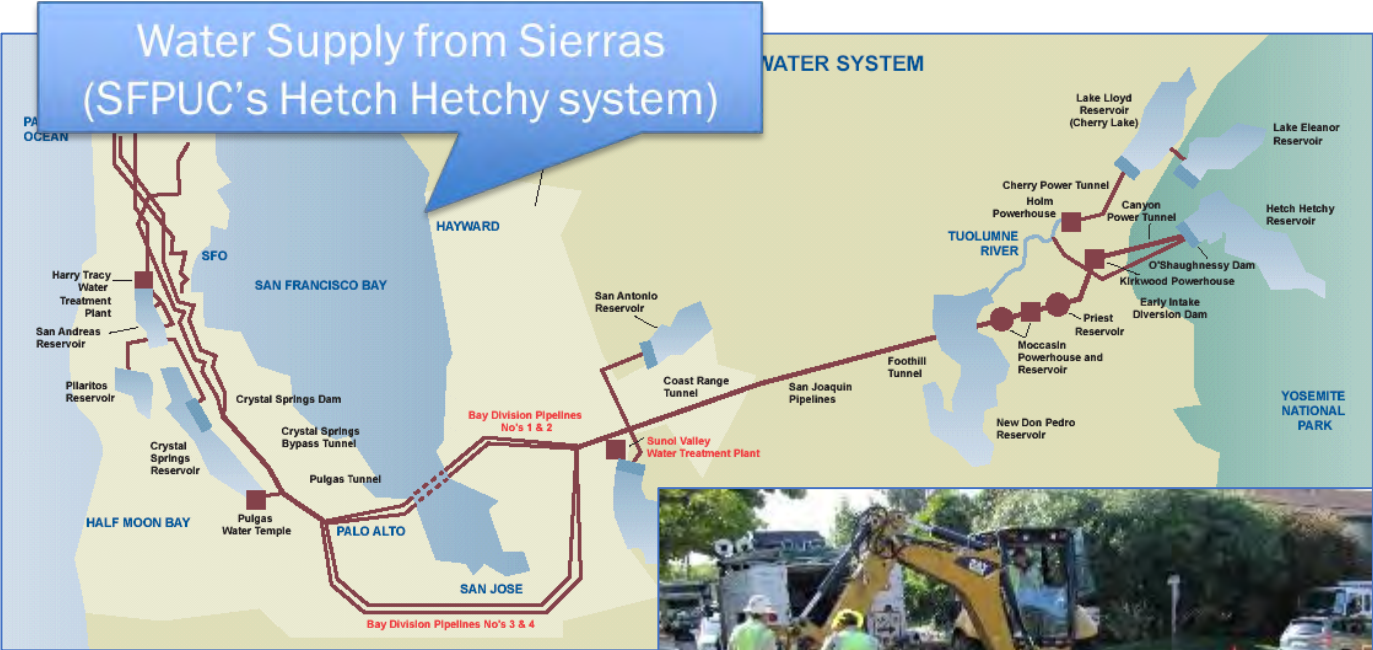 Water Supply from Sierras
(SFPUC's Hetch Hetchy system)
WATER SYSTEM
OCEAN
Lake Lloyd
Reservoir
(Cherry Lake)
Lake Eleanor
Reservoir
Cherry Power Tunnel
Holm
Powerhouse
Canyon
Power Tunnel
Hetch Hetchy
Reservoir
HAYWARD
TUOLUMNE
RIVER
SFO
O'Shaughnessy Dam
Kirkwood Powerhouse
Harry Tracy
Water
Treatment
Plant
SAN FRANCISCO BAY
San Antonio
Reservoir
Early Intake
Diversion Dam
Priest
Reservoir
San Andreas
Reservoir
Moccasin
Powerhouse and
Reservoir
Foothill
Tunnel
Pilaritos
Reservoir
Coast Range
Tunnel
San Joaquin
Pipelines
Crystal Springs Dam
YOSEMITE
NATIONAL
PARK
Bay Division Pipelines
No's 1 & 2
New Don Pedro
Reservoir
Crystal Springs
Bypass Tunnel
Sunol Valley
Water Treatment Plant
Crystal
Springs
Reservoir
Pulgas Tunnel
HALF MOON BAY
Pulgas
Water Temple
PALO ALTO
SAN JOSE
Bay Division Pipelines No's 3 & 4
CAT